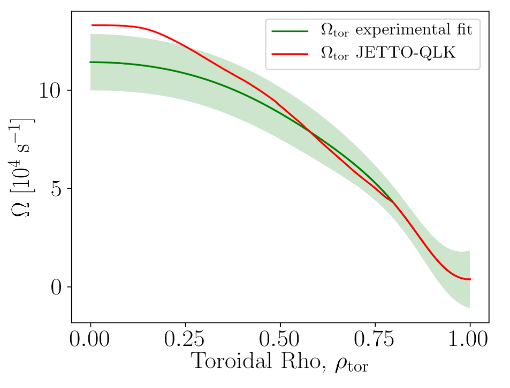 Ω_tor experimental fit
Ω_tor JETTO-QLK
Ω [10⁴ s⁻¹]
10
5
0
0.00 0.25 0.50 0.75 1.00
Toroidal Rho, ρ_tor